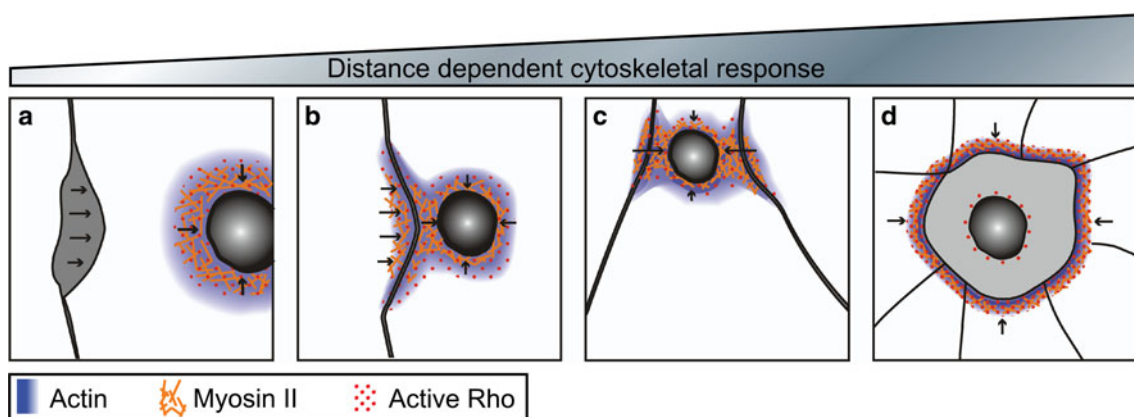 Distance dependent cytoskeletal response
a b c d
Actin Myosin II Active Rho